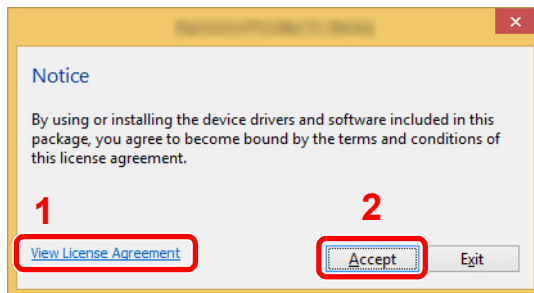 Notice
By using or installing the device drivers and software included in this
package, you agree to become bound by the terms and conditions of
this license agreement.
1
2
View License Agreement
Accept
Exit